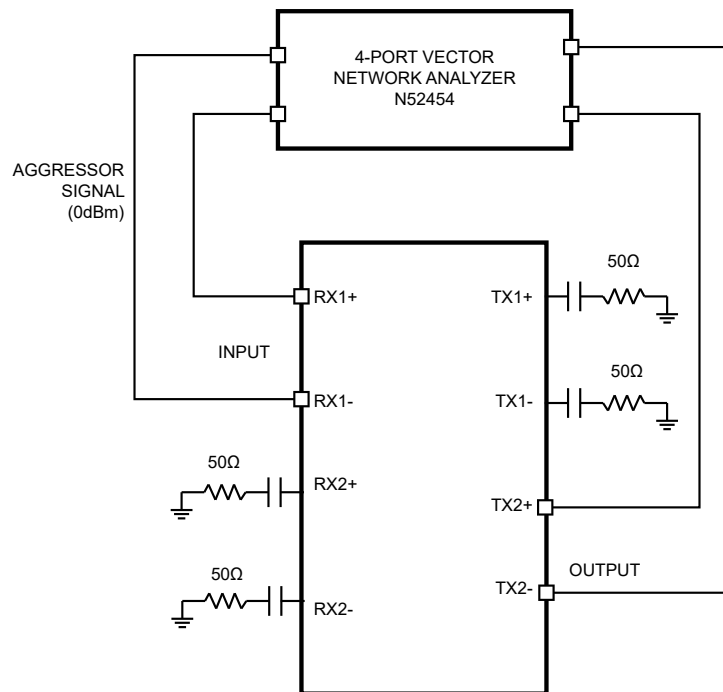 4-PORT VECTOR
NETWORK ANALYZER
N52454
AGGRESSOR
SIGNAL
(0dBm)
50Ω
RX1+
TX1+
INPUT
50Ω
RX1-
TX1-
50Ω
RX2+
TX2+
50Ω
OUTPUT
RX2-
TX2-